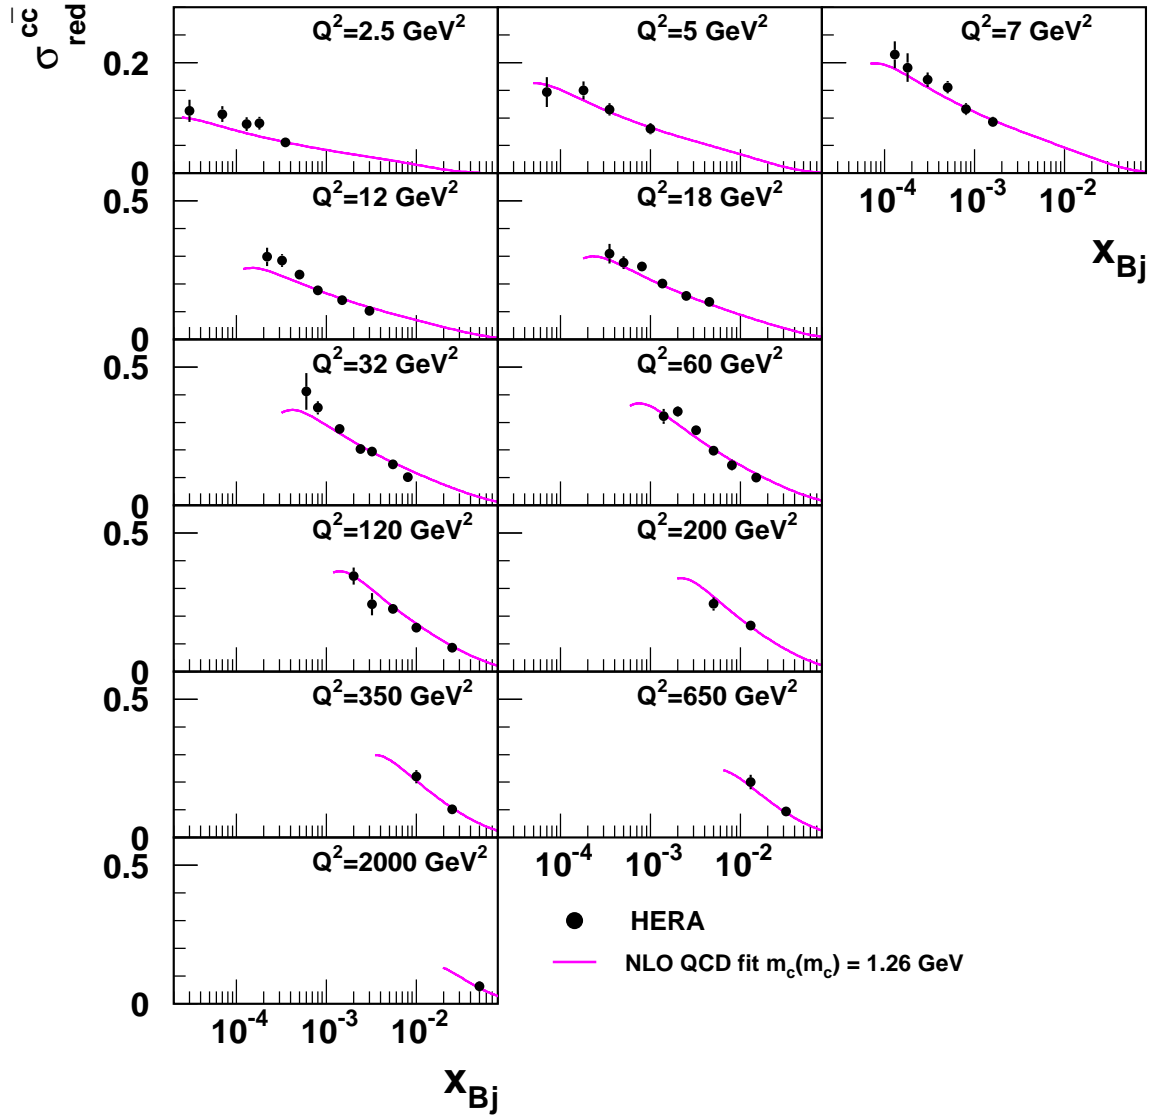 σ red cc̄
Q²=2.5 GeV² Q²=5 GeV² Q²=7 GeV²
0.2
0
10⁻⁴ 10⁻³ 10⁻²
x_Bj
Q²=12 GeV² Q²=18 GeV²
0.5
0
Q²=32 GeV² Q²=60 GeV²
0.5
0
Q²=120 GeV² Q²=200 GeV²
0.5
0
Q²=350 GeV² Q²=650 GeV²
0.5
0
10⁻⁴ 10⁻³ 10⁻²
Q²=2000 GeV²
0.5
0
10⁻⁴ 10⁻³ 10⁻²
x_Bj
HERA
NLO QCD fit m_c(m_c) = 1.26 GeV